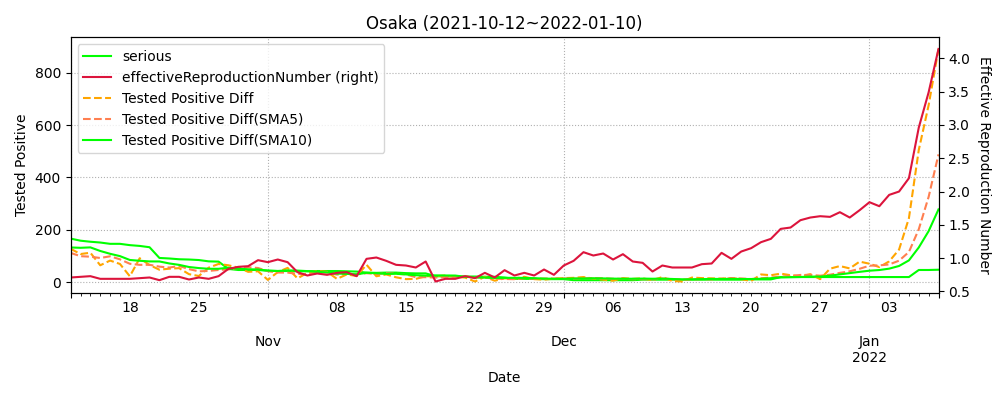 Osaka (2021-10-12~2022-01-10)
serious
effectiveReproductionNumber (right)
Tested Positive Diff
Tested Positive Diff(SMA5)
Tested Positive Diff(SMA10)
Tested Positive
800
600
400
200
0
4.0
3.5
3.0
2.5
2.0
1.5
1.0
0.5
Effective Reproduction Number
18 25 08 15 22 29 06 13 20 27 03
Nov Dec Jan
2022
Date